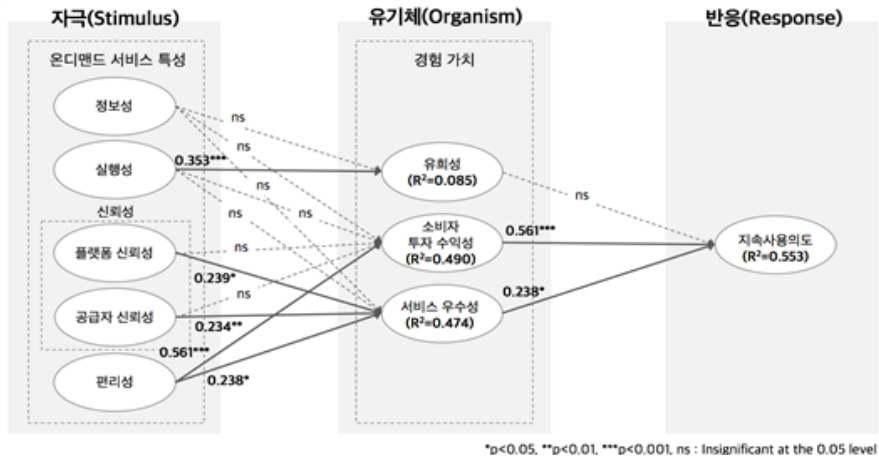 자극(Stimulus)
유기체(Organism)
반응(Response)
온디맨드 서비스 특성
경험 가치
정보성
실행성
신뢰성
플랫폼 신뢰성
공급자 신뢰성
편리성
ns
ns
0.353***
ns
ns
ns
ns
0.239*
ns
0.234**
0.561***
0.238*
유희성
(R²=0.085)
소비자
투자 수익성
(R²=0.490)
서비스 우수성
(R²=0.474)
ns
0.561***
0.238*
지속사용의도
(R²=0.553)
*p<0.05, **p<0.01, ***p<0.001, ns : Insignificant at the 0.05 level